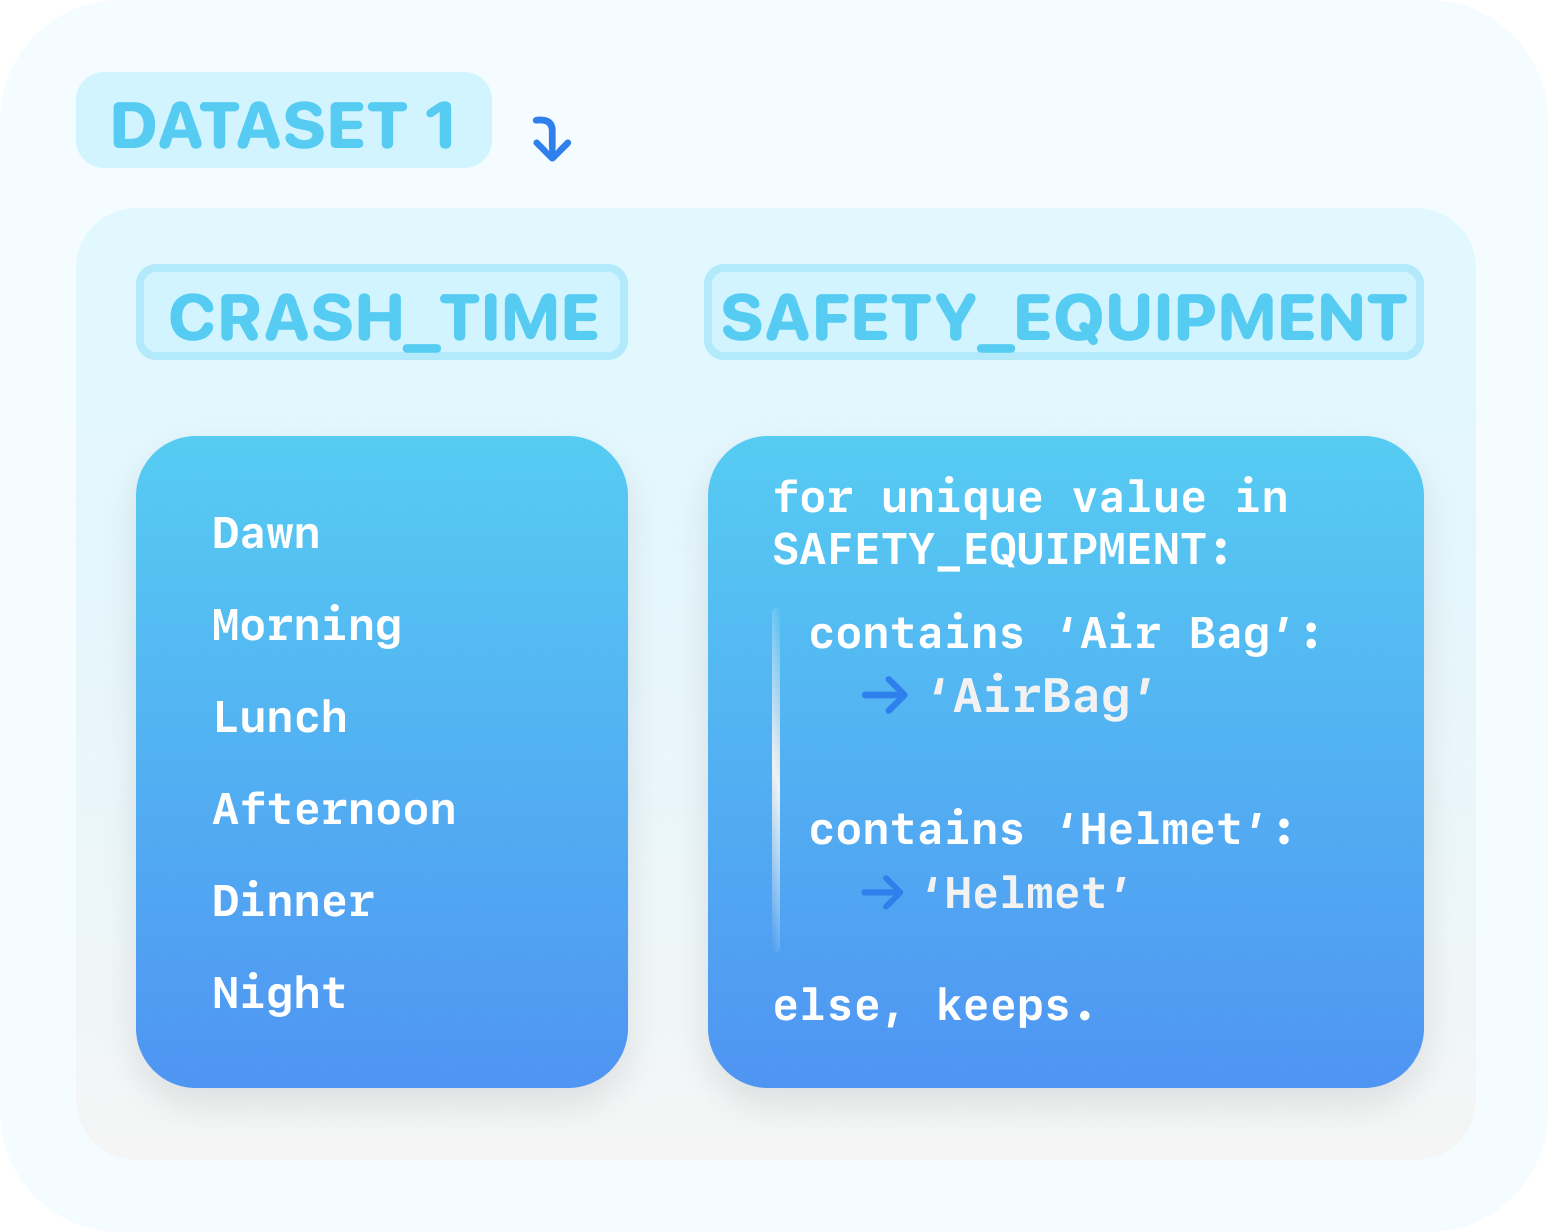 DATASET 1
CRASH_TIME
SAFETY_EQUIPMENT
Dawn
Morning
Lunch
Afternoon
Dinner
Night
for unique value in
SAFETY_EQUIPMENT:
contains ‘Air Bag’:
→ ‘AirBag’
contains ‘Helmet’:
→ ‘Helmet’
else, keeps.